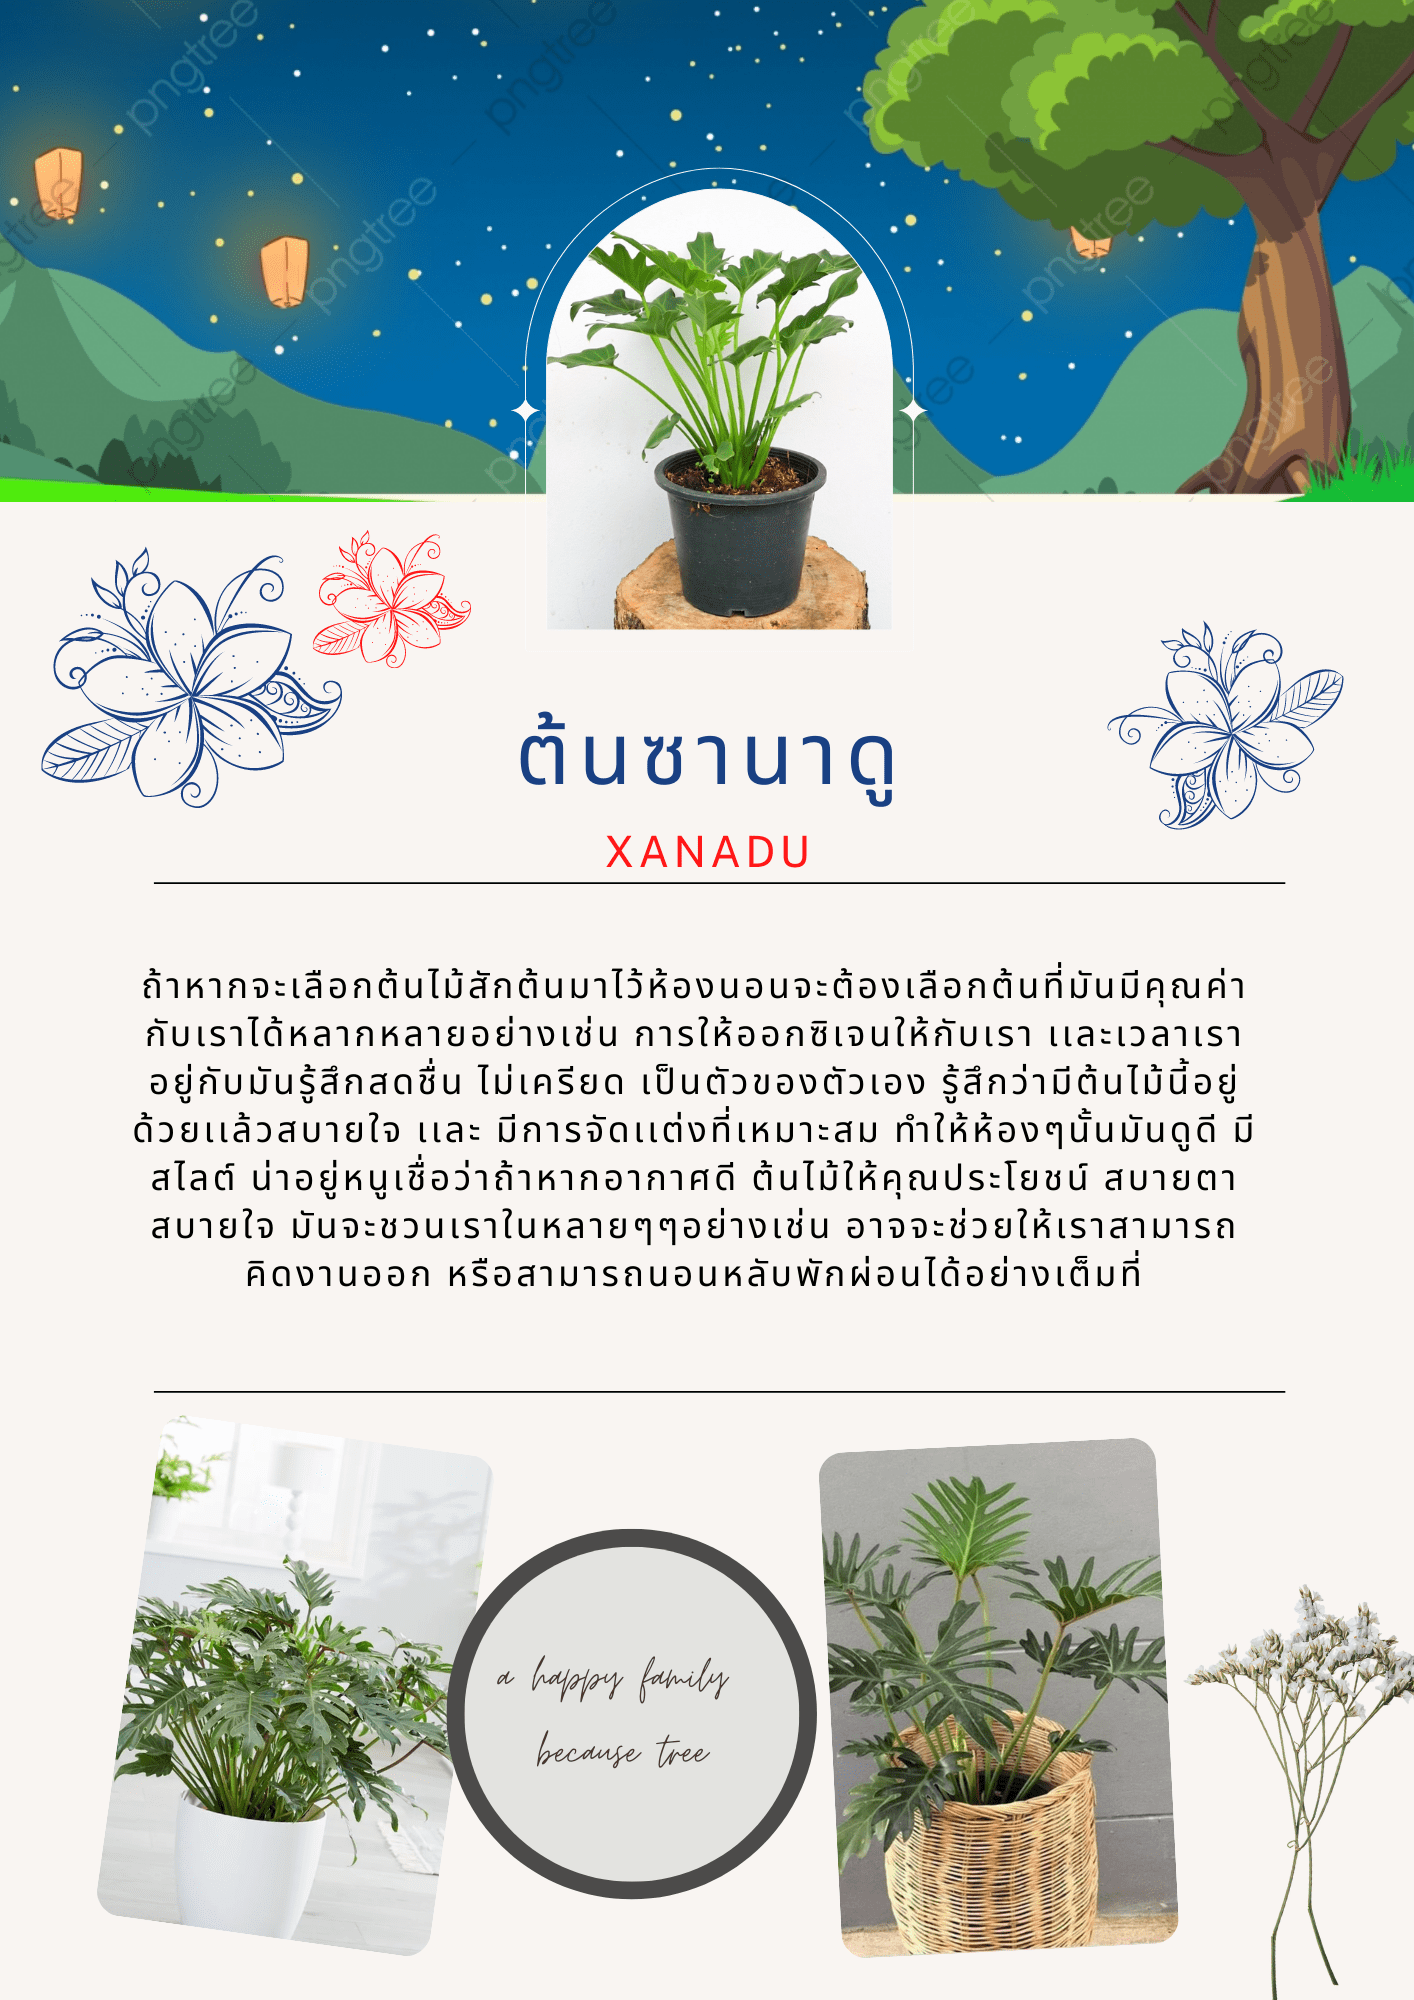 ต้นซานาดู
XANADU
ถ้าหากจะเลือกต้นไม้สักต้นมาไว้ห้องนอนจะต้องเลือกต้นที่มันมีคุณค่า
กับเราได้หลากหลายอย่างเช่น การให้ออกซิเจนให้กับเรา และเวลาเรา
อยู่กับมันรู้สึกสดชื่น ไม่เครียด เป็นตัวของตัวเอง รู้สึกว่ามีต้นไม้นี้อยู่
ด้วยแล้วสบายใจ และ มีการจัดแต่งที่เหมาะสม ทำให้ห้องๆนั้นมันดูดี มี
สไลต์ น่าอยู่หนูเชื่อว่าถ้าหากอากาศดี ต้นไม้ให้คุณประโยชน์ สบายตา
สบายใจ มันจะชวนเราในหลายๆๆอย่างเช่น อาจจะช่วยให้เราสามารถ
คิดงานออก หรือสามารถนอนหลับพักผ่อนได้อย่างเต็มที่
a happy family
because tree
pngtree
pngtree
pngtree
pngtree
pngtree
pngtree
pngtree
pngtree
pngtree